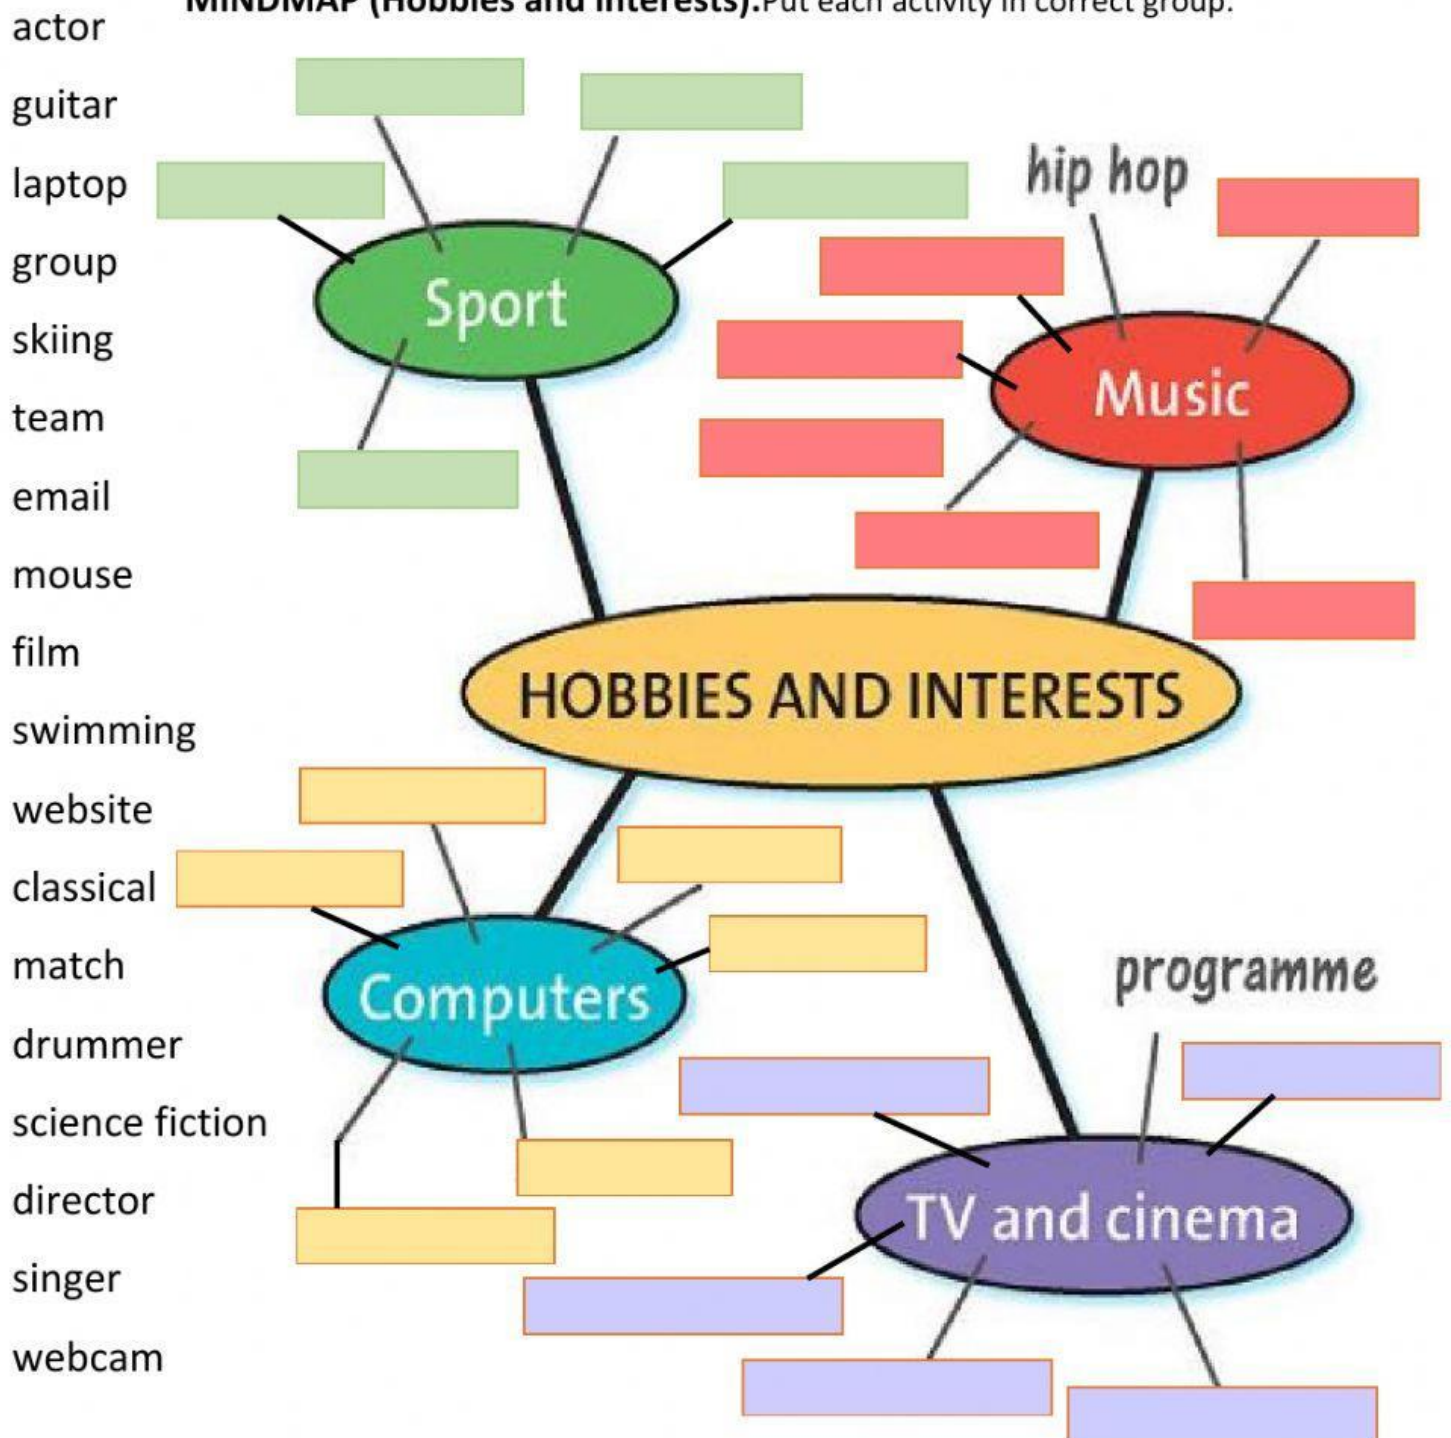 MINDMAP (Hobbies and interests).Put each activity in correct group.
actor
guitar
laptop
group
skiing
team
email
mouse
film
swimming
website
classical
match
drummer
science fiction
director
singer
webcam
Sport
hip hop
Music
HOBBIES AND INTERESTS
Computers
programme
TV and cinema